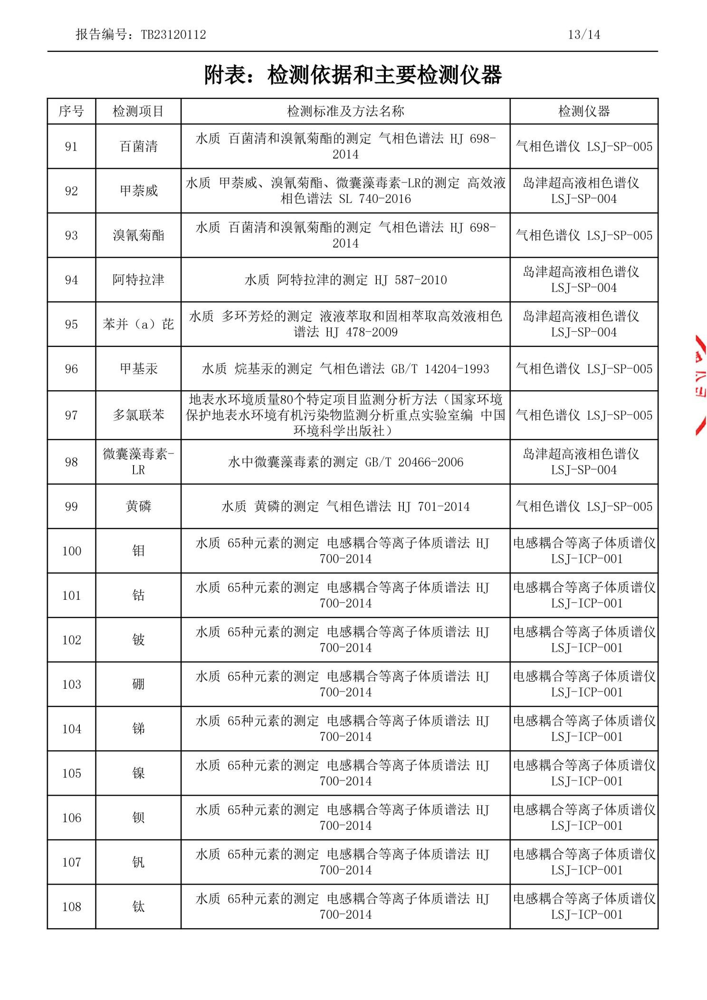 报告编号：TB23120112 13/14
附表：检测依据和主要检测仪器
序号 检测项目 检测标准及方法名称 检测仪器
91 百菌清 水质 百菌清和溴氰菊酯的测定 气相色谱法 HJ 698-
2014 气相色谱仪 LSJ-SP-005
92 甲萘威 水质 甲萘威、溴氰菊酯、微囊藻毒素-LR的测定 高效液
相色谱法 SL 740-2016 岛津超高液相色谱仪
LSJ-SP-004
93 溴氰菊酯 水质 百菌清和溴氰菊酯的测定 气相色谱法 HJ 698-
2014 气相色谱仪 LSJ-SP-005
94 阿特拉津 水质 阿特拉津的测定 HJ 587-2010 岛津超高液相色谱仪
LSJ-SP-004
95 苯并（a）芘 水质 多环芳烃的测定 液液萃取和固相萃取高效液相色
谱法 HJ 478-2009 岛津超高液相色谱仪
LSJ-SP-004
96 甲基汞 水质 烷基汞的测定 气相色谱法 GB/T 14204-1993 气相色谱仪 LSJ-SP-005
97 多氯联苯 地表水环境质量80个特定项目监测分析方法（国家环境
保护地表水环境有机污染物监测分析重点实验室编 中国
环境科学出版社） 气相色谱仪 LSJ-SP-005
98 微囊藻毒素-
LR 水中微囊藻毒素的测定 GB/T 20466-2006 岛津超高液相色谱仪
LSJ-SP-004
99 黄磷 水质 黄磷的测定 气相色谱法 HJ 701-2014 气相色谱仪 LSJ-SP-005
100 钼 水质 65种元素的测定 电感耦合等离子体质谱法 HJ
700-2014 电感耦合等离子体质谱仪
LSJ-ICP-001
101 钴 水质 65种元素的测定 电感耦合等离子体质谱法 HJ
700-2014 电感耦合等离子体质谱仪
LSJ-ICP-001
102 铍 水质 65种元素的测定 电感耦合等离子体质谱法 HJ
700-2014 电感耦合等离子体质谱仪
LSJ-ICP-001
103 硼 水质 65种元素的测定 电感耦合等离子体质谱法 HJ
700-2014 电感耦合等离子体质谱仪
LSJ-ICP-001
104 锑 水质 65种元素的测定 电感耦合等离子体质谱法 HJ
700-2014 电感耦合等离子体质谱仪
LSJ-ICP-001
105 镍 水质 65种元素的测定 电感耦合等离子体质谱法 HJ
700-2014 电感耦合等离子体质谱仪
LSJ-ICP-001
106 钡 水质 65种元素的测定 电感耦合等离子体质谱法 HJ
700-2014 电感耦合等离子体质谱仪
LSJ-ICP-001
107 钒 水质 65种元素的测定 电感耦合等离子体质谱法 HJ
700-2014 电感耦合等离子体质谱仪
LSJ-ICP-001
108 钛 水质 65种元素的测定 电感耦合等离子体质谱法 HJ
700-2014 电感耦合等离子体质谱仪
LSJ-ICP-001